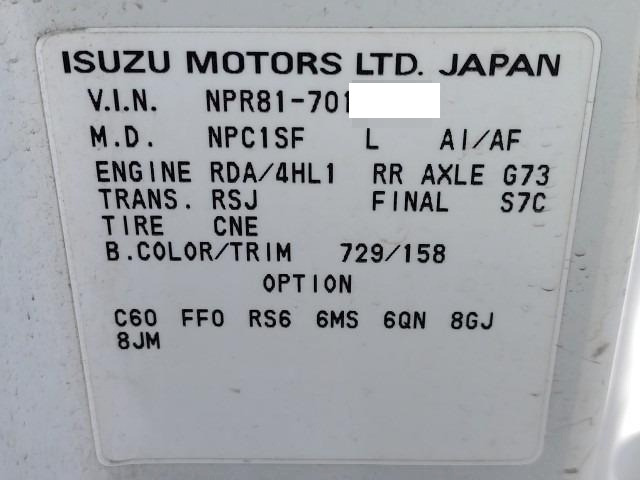 ISUZU MOTORS LTD. JAPAN
V.I.N. NPR81-701
M.D. NPC1SF L AI/AF
ENGINE RDA/4HL1 RR AXLE G73
TRANS. RSJ FINAL S7C
TIRE CNE
B.COLOR/TRIM 729/158
OPTION
C60 FF0 RS6 6MS 6QN 8GJ
8JM